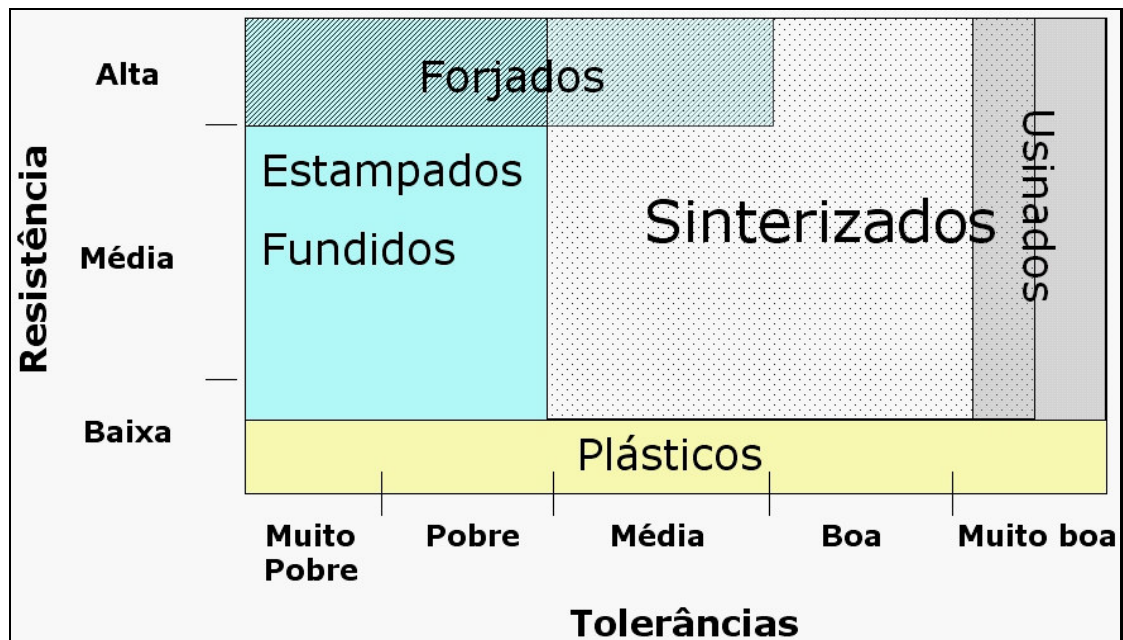 Alta
Forjados
Estampados
Fundidos
Sinterizados
Usinados
Resistência
Média
Baixa
Plásticos
Muito
Pobre
Pobre
Média
Boa
Muito boa
Tolerâncias